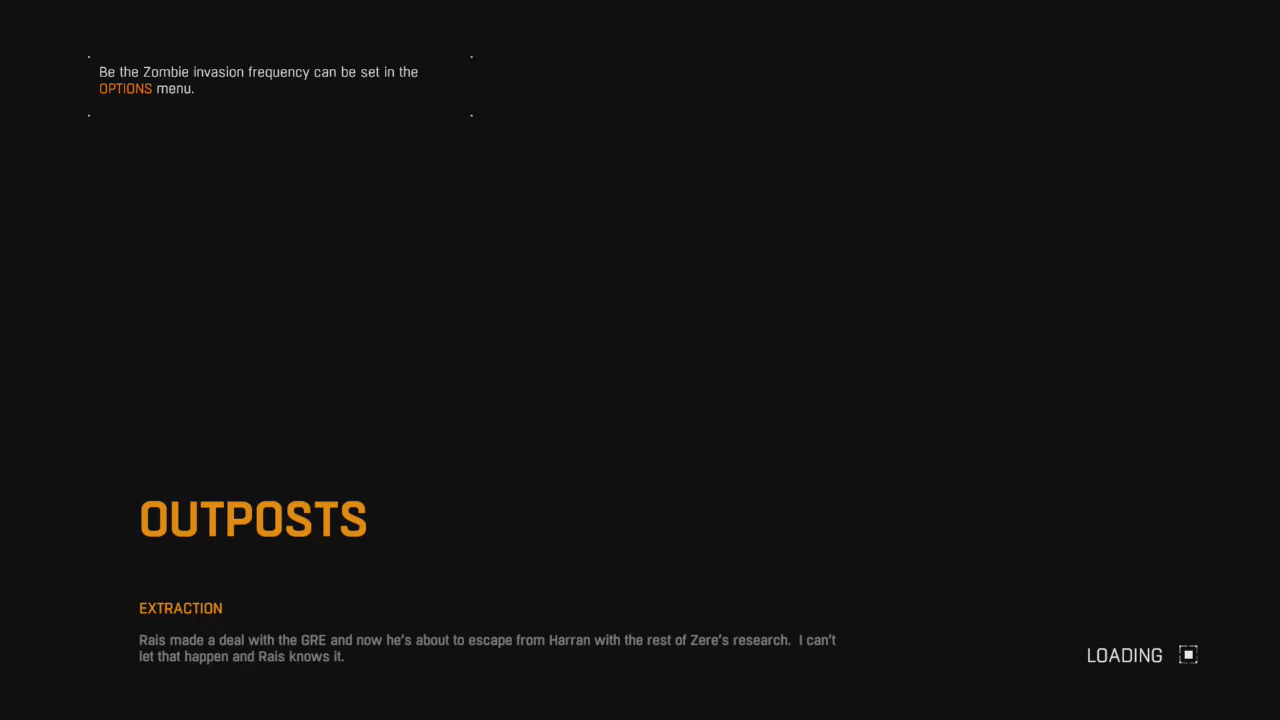 Be the Zombie invasion frequency can be set in the
OPTIONS menu.
OUTPOSTS
EXTRACTION
Rais made a deal with the GRE and now he's about to escape from Harran with the rest of Zere's research.  I can't
let that happen and Rais knows it.
LOADING